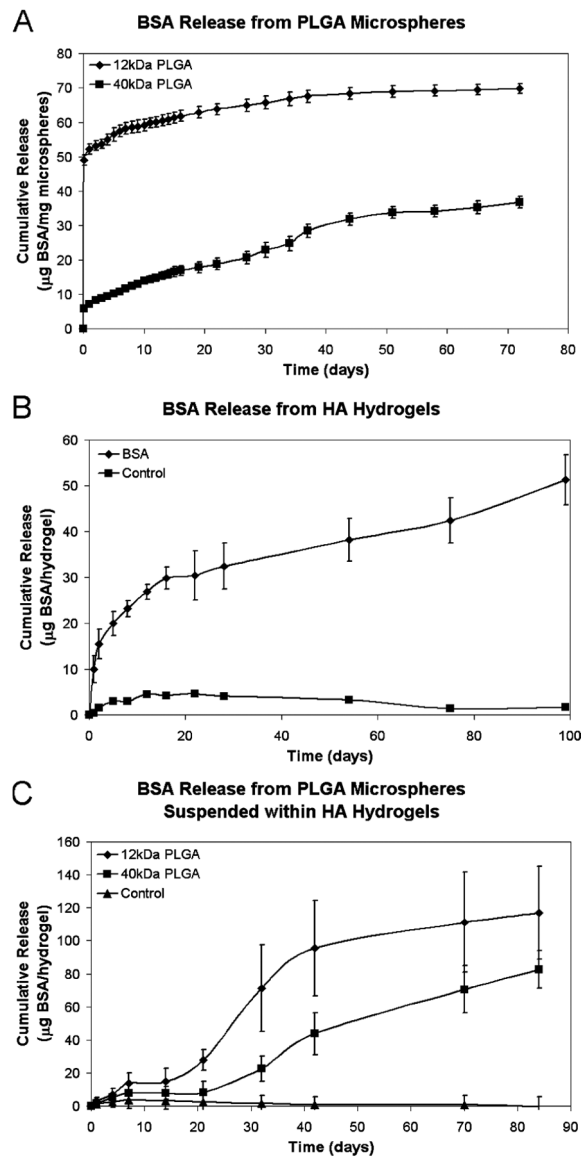 A
BSA Release from PLGA Microspheres
12kDa PLGA
40kDa PLGA
Cumulative Release
(µg BSA/mg microspheres)
80
70
60
50
40
30
20
10
0
0 10 20 30 40 50 60 70 80
Time (days)
B
BSA Release from HA Hydrogels
BSA
Control
Cumulative Release
(µg BSA/hydrogel)
60
50
40
30
20
10
0
0 20 40 60 80 100
Time (days)
C
BSA Release from PLGA Microspheres
Suspended within HA Hydrogels
12kDa PLGA
40kDa PLGA
Control
Cumulative Release
(µg BSA/hydrogel)
160
140
120
100
80
60
40
20
0
0 10 20 30 40 50 60 70 80 90
Time (days)